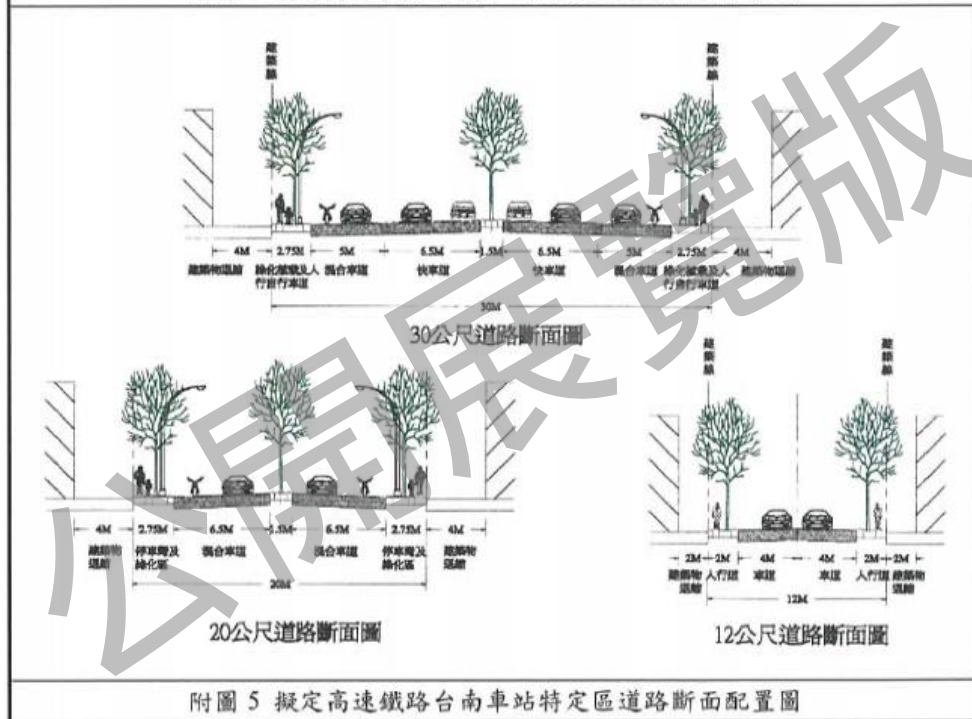 建築線
建築線
4M 2.75M 5M 6.5M 1.5M 6.5M 5M 2.75M 4M
建築物退縮 綠化植栽及人行自行車道 混合車道 快車道 快車道 混合車道 綠化植栽及人行自行車道 建築物退縮
30M
30公尺道路斷面圖
4M 2.75M 6.5M 1.5M 6.5M 2.75M 4M
建築物退縮 停車彎及綠化區 混合車道 混合車道 停車彎及綠化區 建築物退縮
20M
20公尺道路斷面圖
建築線
建築線
2M 2M 4M 4M 2M 2M
建築物退縮 人行道 車道 車道 人行道 建築物退縮
12M
12公尺道路斷面圖
公開展覽版
附圖 5 擬定高速鐵路台南車站特定區道路斷面配置圖